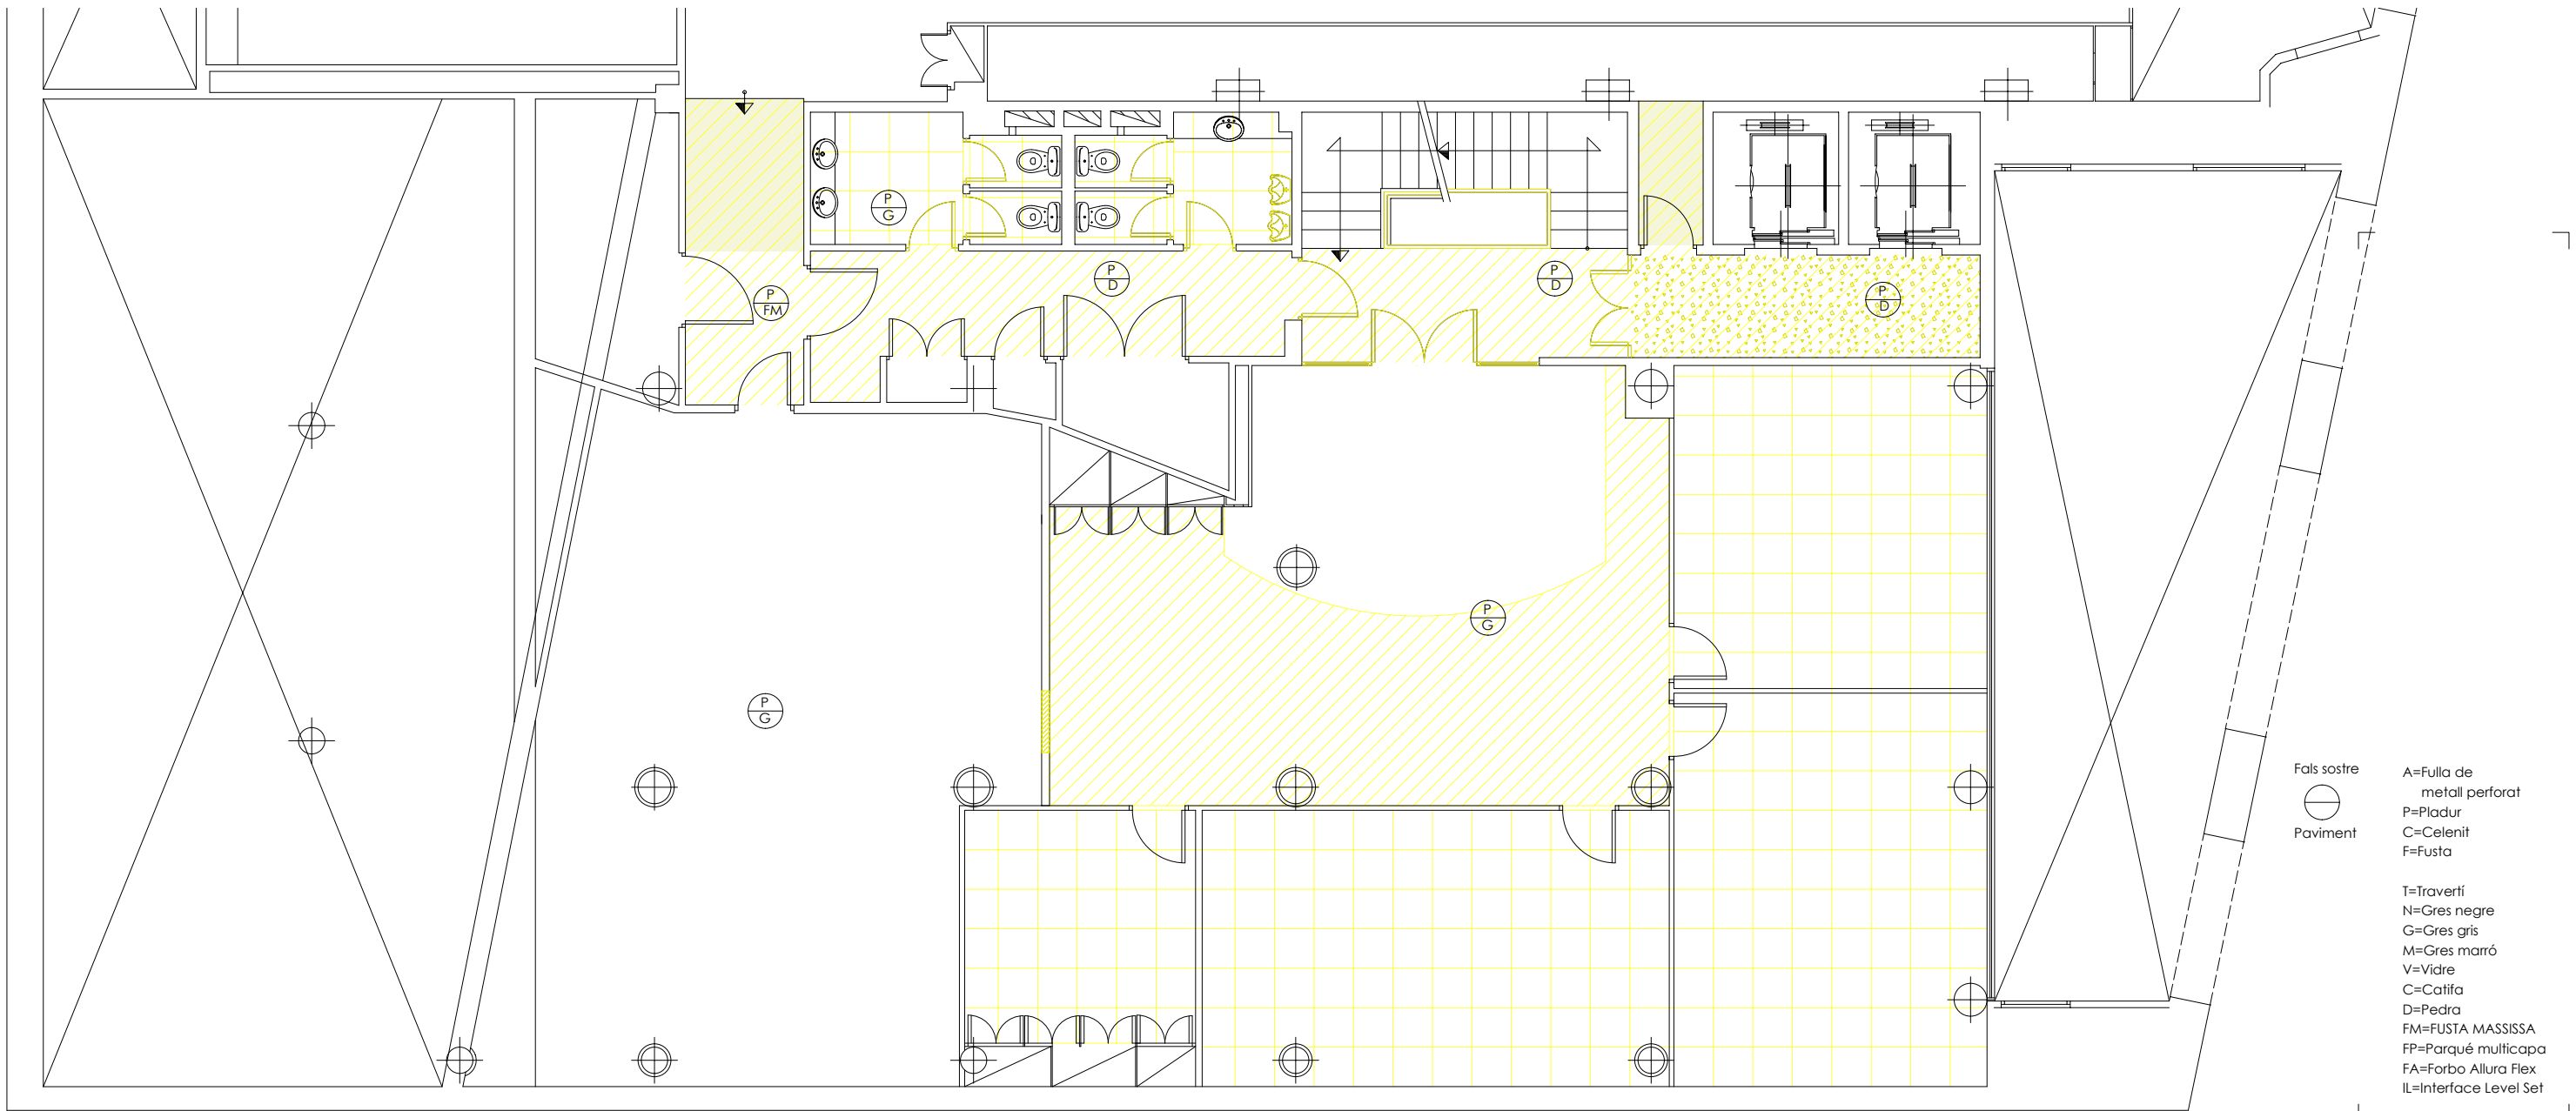 P
G
P
FM
P
D
P
D
P
D
P
G
P
G
Fals sostre
Paviment
A=Fulla de
metall perforat
P=Pladur
C=Celenit
F=Fusta
T=Travertí
N=Gres negre
G=Gres gris
M=Gres marró
V=Vidre
C=Catifa
D=Pedra
FM=FUSTA MASSISSA
FP=Parqué multicapa
FA=Forbo Allura Flex
IL=Interface Level Set